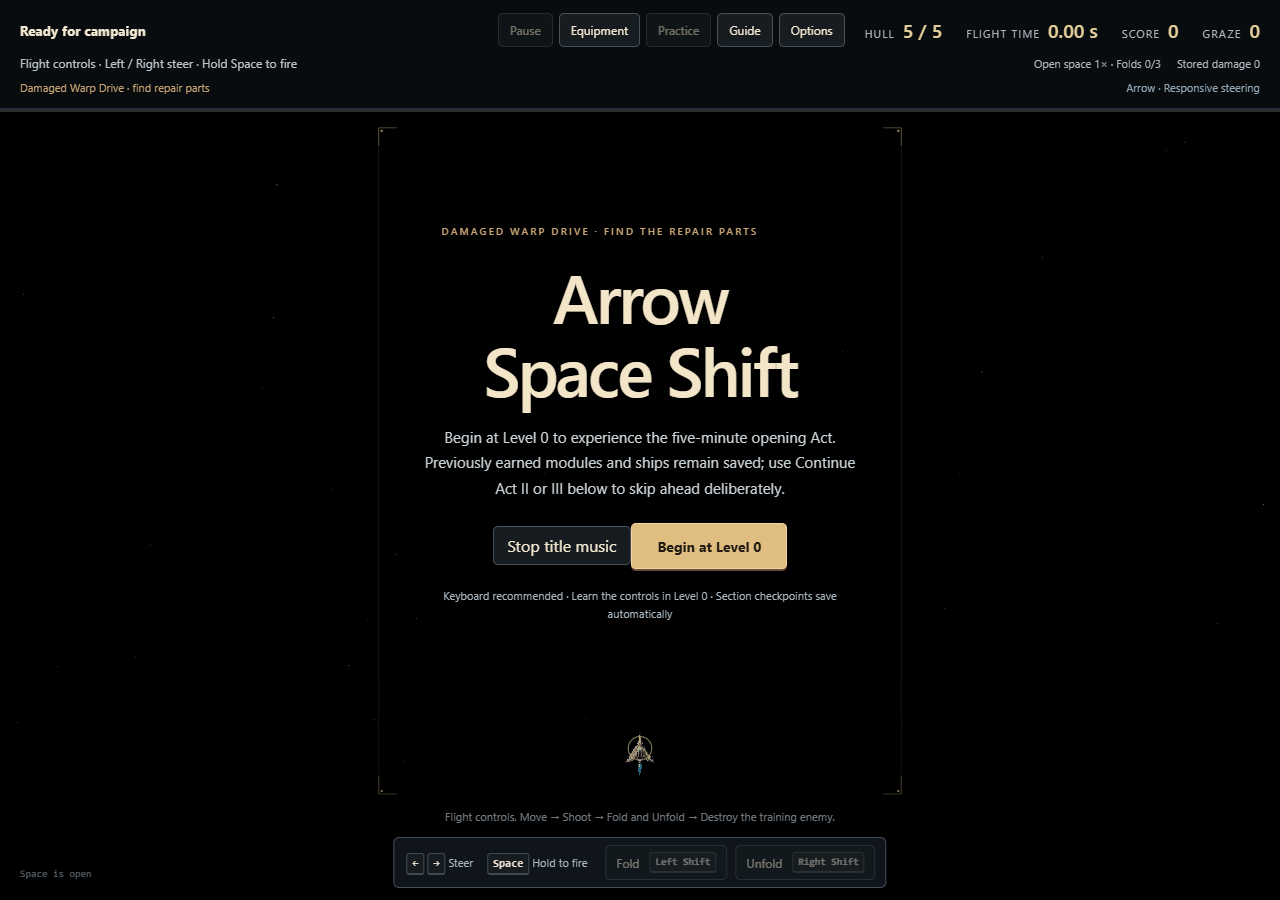 Ready for campaign
Pause
Equipment
Practice
Guide
Options
HULL 5 / 5
FLIGHT TIME 0.00 s
SCORE 0
GRAZE 0
Flight controls · Left / Right steer · Hold Space to fire
Open space 1× · Folds 0/3
Stored damage 0
Damaged Warp Drive · find repair parts
Arrow · Responsive steering
DAMAGED WARP DRIVE · FIND THE REPAIR PARTS
Arrow
Space Shift
Begin at Level 0 to experience the five-minute opening Act.
Previously earned modules and ships remain saved; use Continue
Act II or III below to skip ahead deliberately.
Stop title music
Begin at Level 0
Keyboard recommended · Learn the controls in Level 0 · Section checkpoints save
automatically
Flight controls. Move → Shoot → Fold and Unfold → Destroy the training enemy.
← → Steer
Space Hold to fire
Fold Left Shift
Unfold Right Shift
Space is open